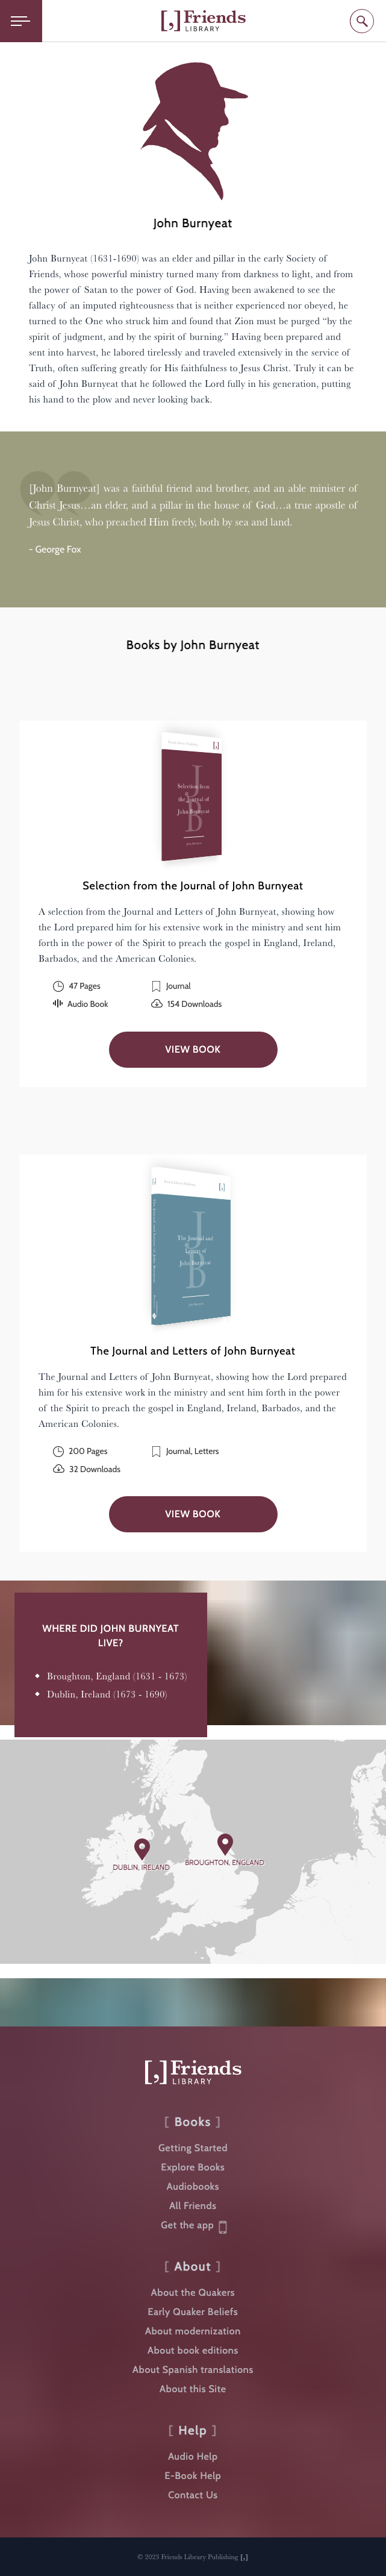 [,] Friends
LIBRARY
John Burnyeat
John Burnyeat (1631-1690) was an elder and pillar in the early Society of
Friends, whose powerful ministry turned many from darkness to light, and from
the power of Satan to the power of God. Having been awakened to see the
fallacy of an imputed righteousness that is neither experienced nor obeyed, he
turned to the One who struck him and found that Zion must be purged “by the
spirit of judgment, and by the spirit of burning.” Having been prepared and
sent into harvest, he labored tirelessly and traveled extensively in the service of
Truth, often suffering greatly for His faithfulness to Jesus Christ. Truly it can be
said of John Burnyeat that he followed the Lord fully in his generation, putting
his hand to the plow and never looking back.
[John Burnyeat] was a faithful friend and brother, and an able minister of
Christ Jesus…an elder, and a pillar in the house of God…a true apostle of
Jesus Christ, who preached Him freely, both by sea and land.
- George Fox
Books by John Burnyeat
[,]
JB
Selection from
the Journal of
John Burnyeat
Selection from the Journal of John Burnyeat
A selection from the Journal and Letters of John Burnyeat, showing how
the Lord prepared him for his extensive work in the ministry and sent him
forth in the power of the Spirit to preach the gospel in England, Ireland,
Barbados, and the American Colonies.
47 Pages
Journal
Audio Book
154 Downloads
VIEW BOOK
[,]
JB
The Journal and
Letters of
John Burnyeat
The Journal and Letters of John Burnyeat
The Journal and Letters of John Burnyeat, showing how the Lord prepared
him for his extensive work in the ministry and sent him forth in the power
of the Spirit to preach the gospel in England, Ireland, Barbados, and the
American Colonies.
200 Pages
Journal, Letters
32 Downloads
VIEW BOOK
WHERE DID JOHN BURNYEAT
LIVE?
Broughton, England (1631 - 1673)
Dublin, Ireland (1673 - 1690)
DUBLIN, IRELAND
BROUGHTON, ENGLAND
[,] Friends
LIBRARY
[ Books ]
Getting Started
Explore Books
Audiobooks
All Friends
Get the app
[ About ]
About the Quakers
Early Quaker Beliefs
About modernization
About book editions
About Spanish translations
About this Site
[ Help ]
Audio Help
E-Book Help
Contact Us
© 2023 Friends Library Publishing [,]